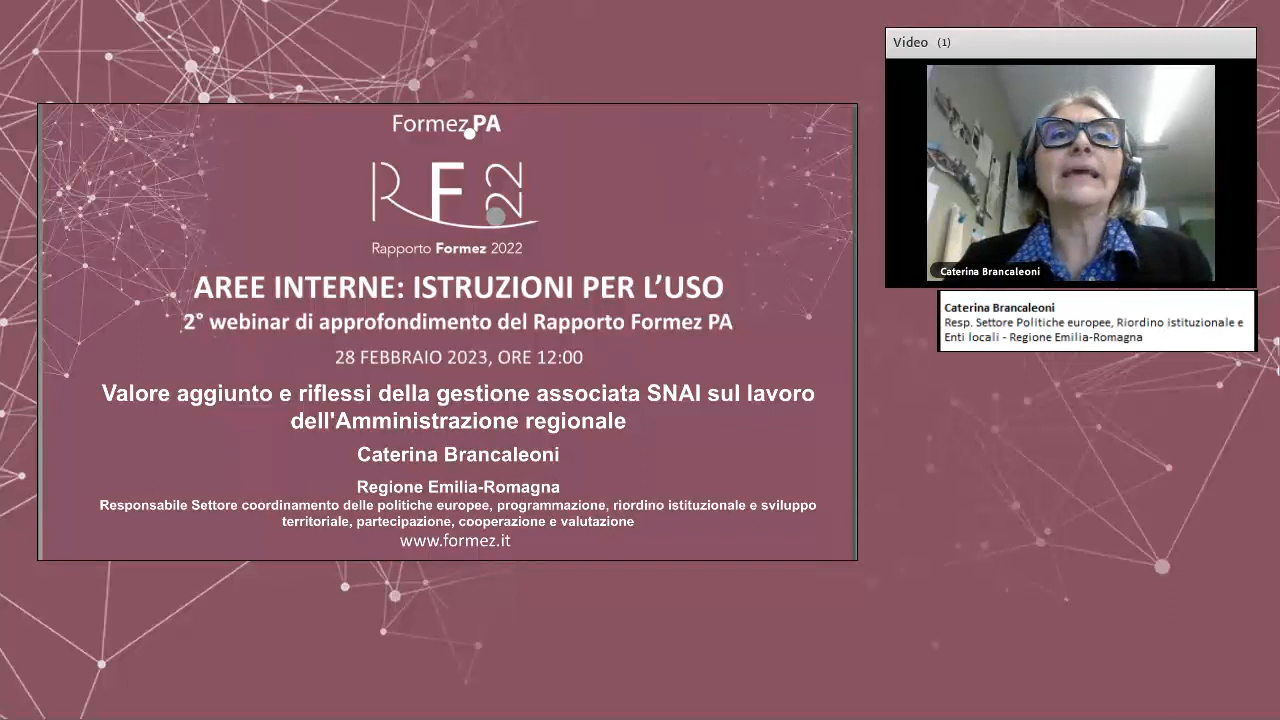 Formez PA
RF22
Rapporto Formez 2022
AREE INTERNE: ISTRUZIONI PER L'USO
2° webinar di approfondimento del Rapporto Formez PA
28 FEBBRAIO 2023, ORE 12:00
Valore aggiunto e riflessi della gestione associata SNAI sul lavoro
dell'Amministrazione regionale
Caterina Brancaleoni
Regione Emilia-Romagna
Responsabile Settore coordinamento delle politiche europee, programmazione, riordino istituzionale e sviluppo
territoriale, partecipazione, cooperazione e valutazione
www.formez.it
Video (1)
Caterina Brancaleoni
Caterina Brancaleoni
Resp. Settore Politiche europee, Riordino istituzionale e
Enti locali - Regione Emilia-Romagna